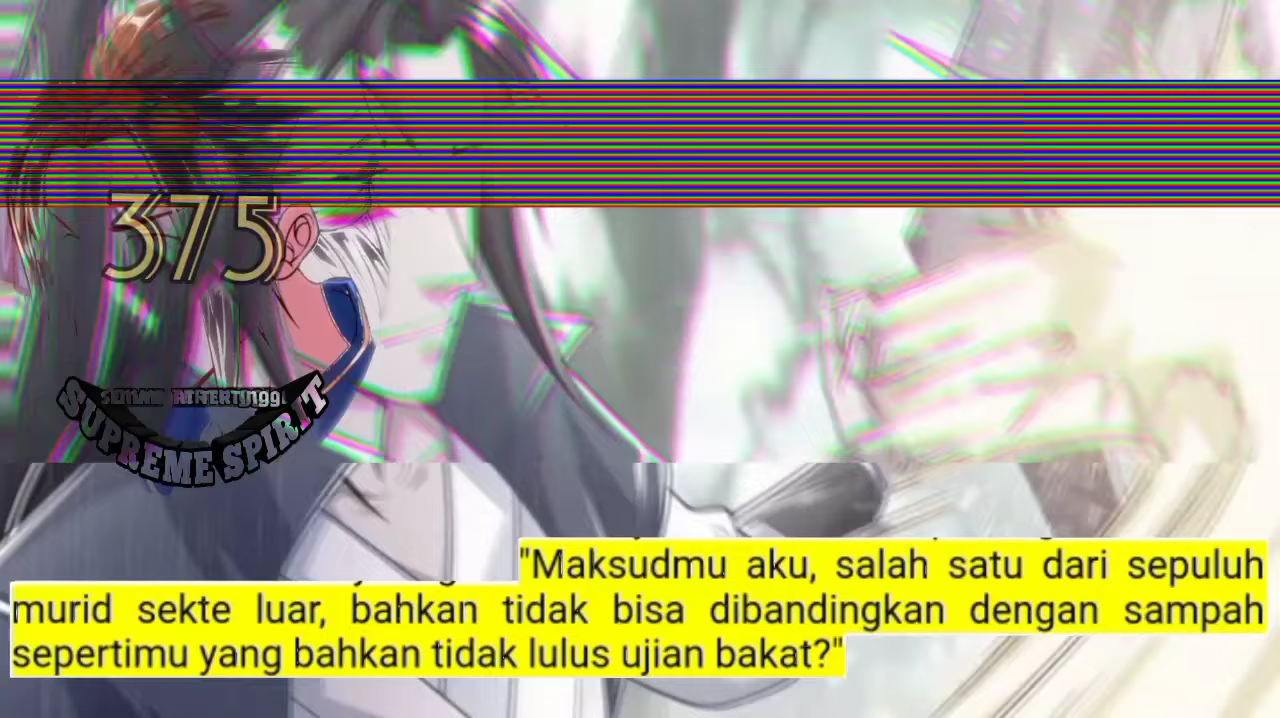 375
SUPREME SPIRIT
"Maksudmu aku, salah satu dari sepuluh
murid sekte luar, bahkan tidak bisa dibandingkan dengan sampah
sepertimu yang bahkan tidak lulus ujian bakat?"